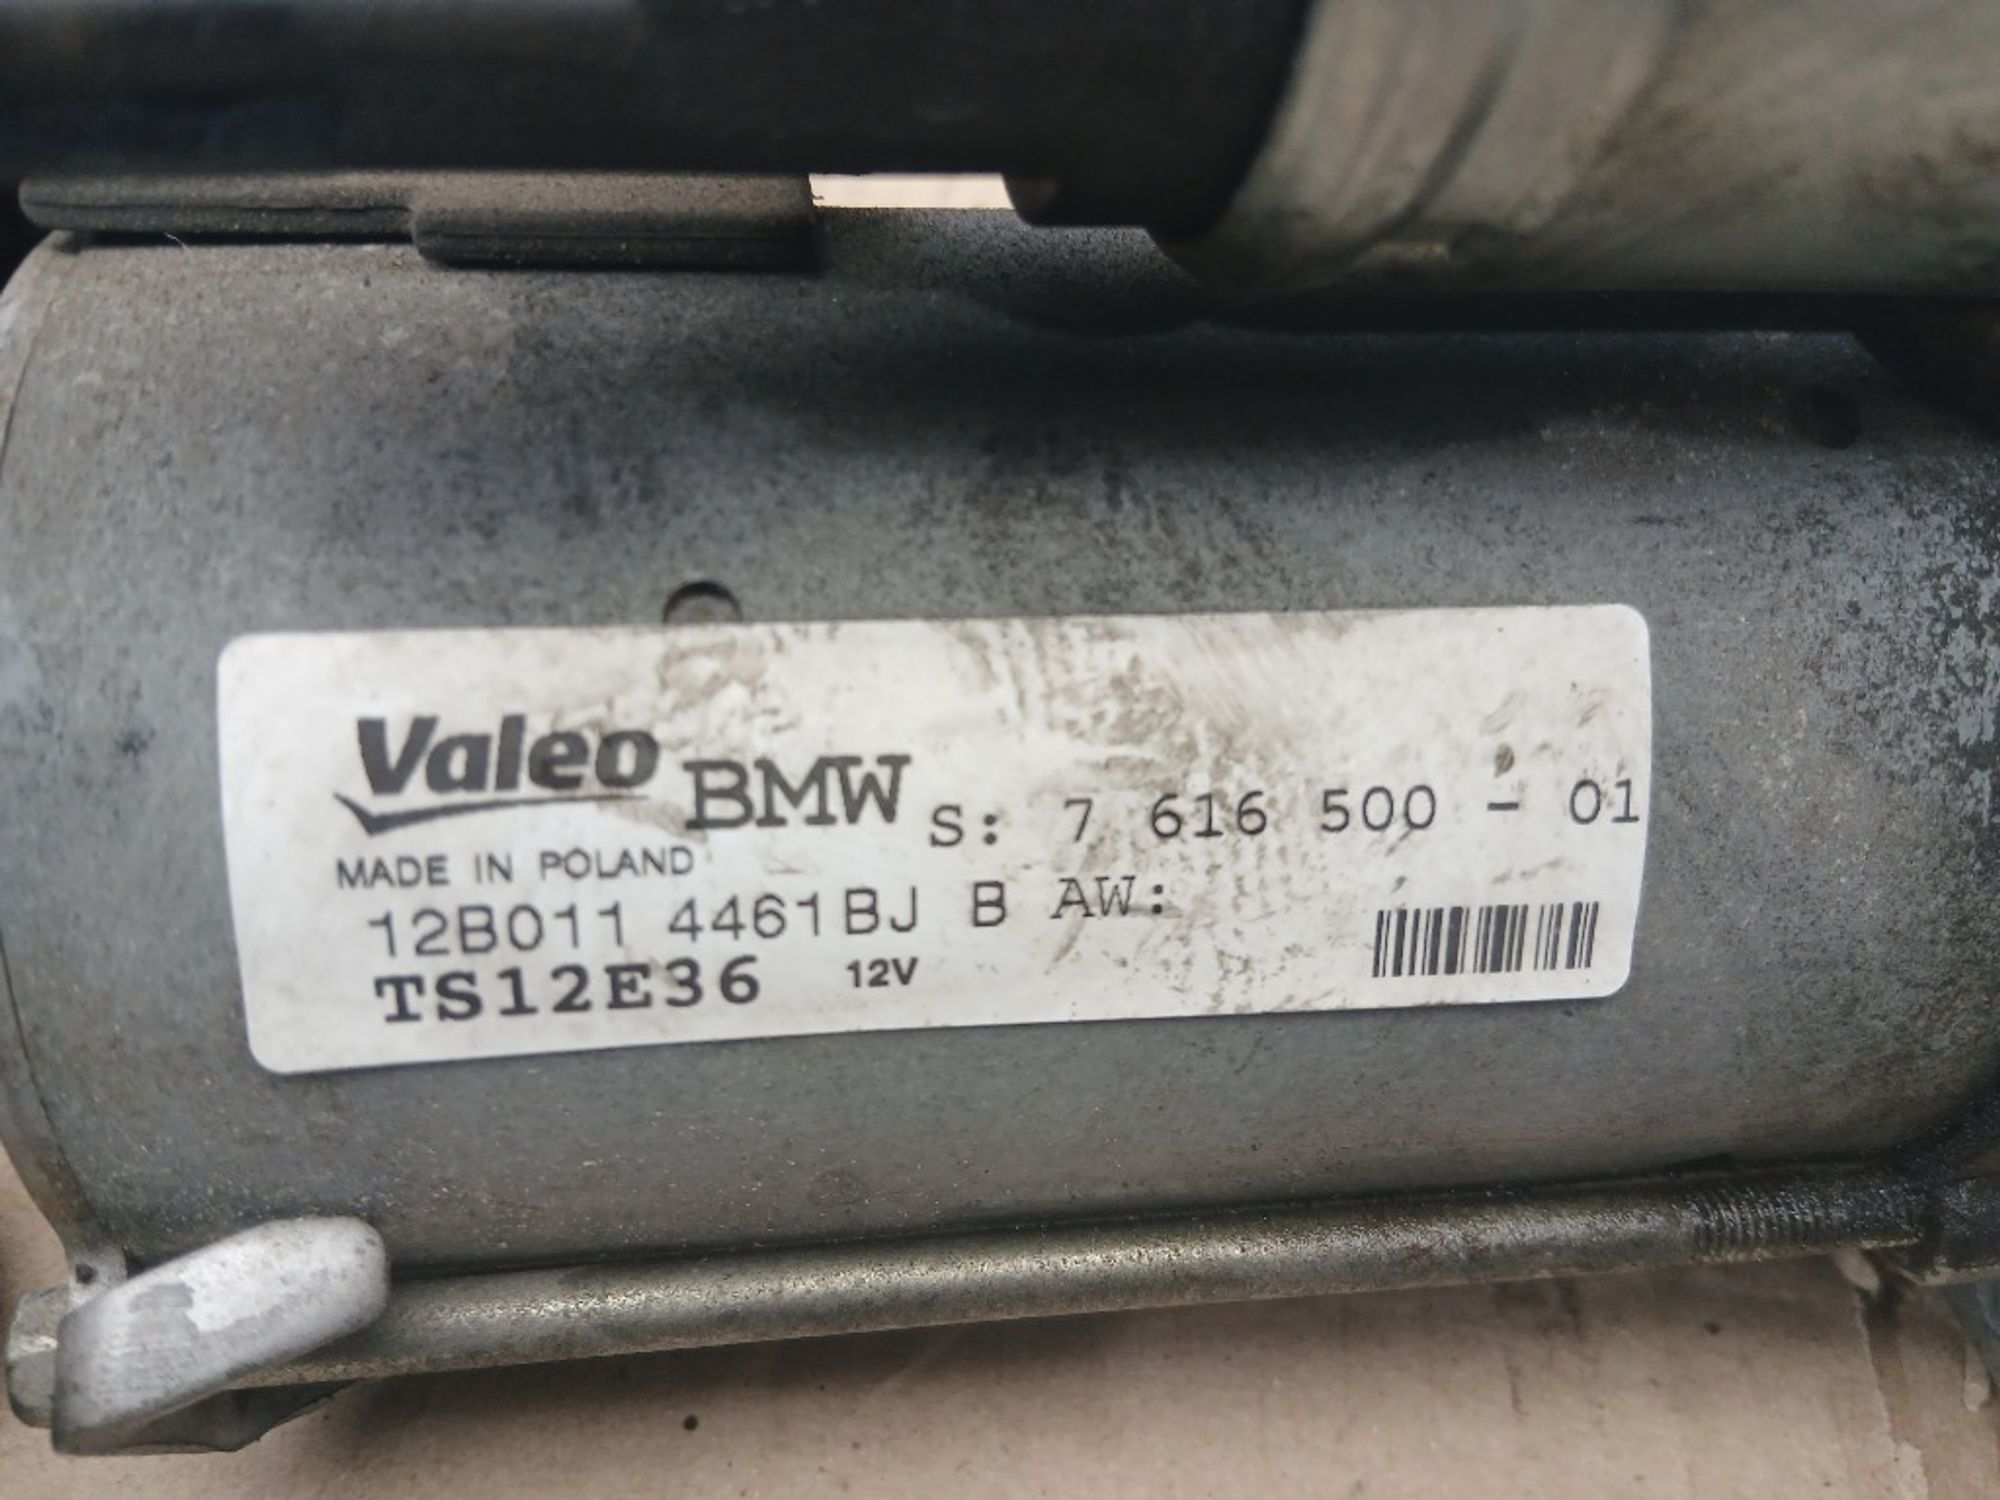 Valeo BMW S: 7 616 500 - 01
MADE IN POLAND
12B011 4461BJ B AW:
TS12E36 12V